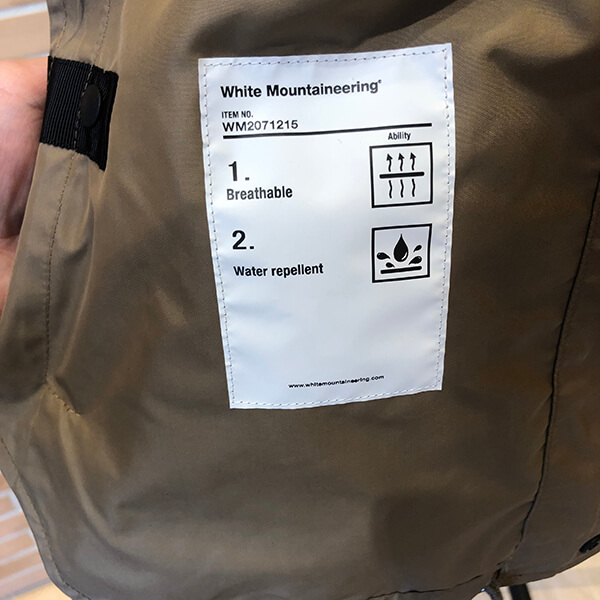 White Mountaineering®
ITEM NO.
WM2071215
Ability
1.
Breathable
2.
Water repellent
www.whitemountaineering.com